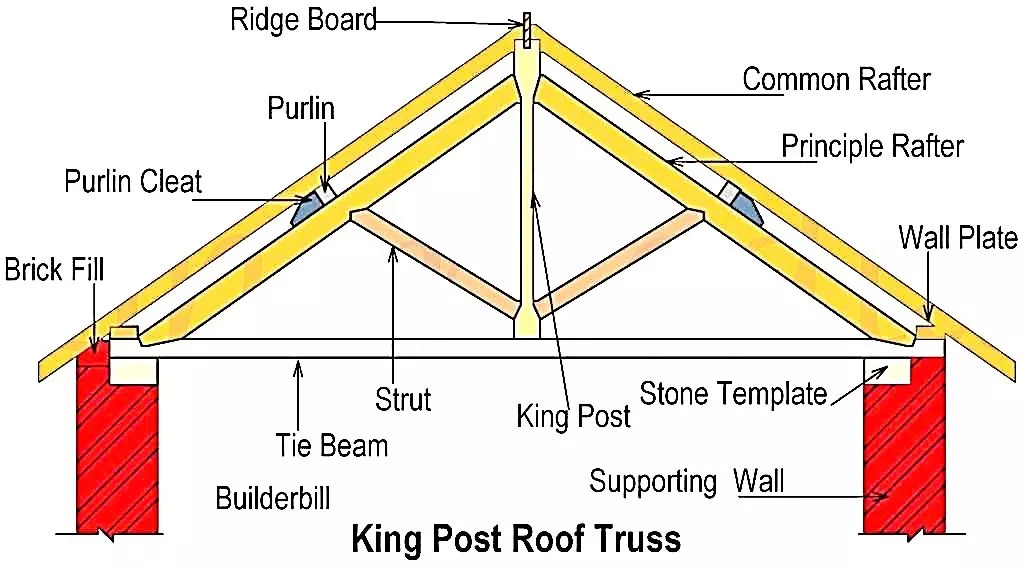 Ridge Board
Common Rafter
Purlin
Principle Rafter
Purlin Cleat
Wall Plate
Brick Fill
Stone Template
Strut
King Post
Tie Beam
Supporting Wall
Builderbill
King Post Roof Truss